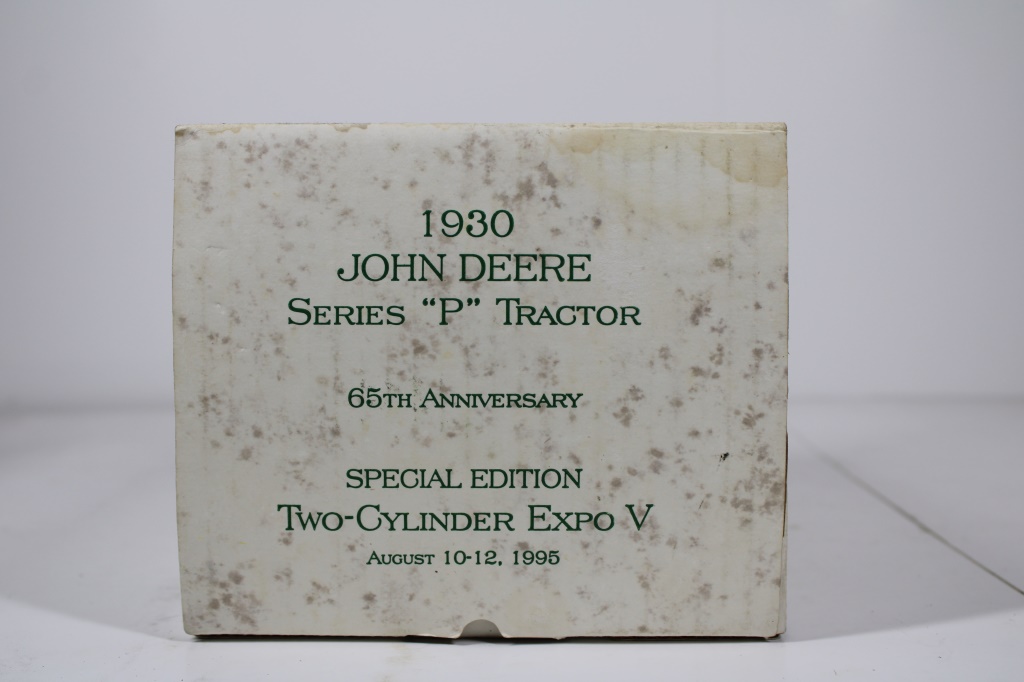 1930
JOHN DEERE
SERIES “P” TRACTOR
65TH ANNIVERSARY
SPECIAL EDITION
TWO-CYLINDER EXPO V
AUGUST 10-12, 1995